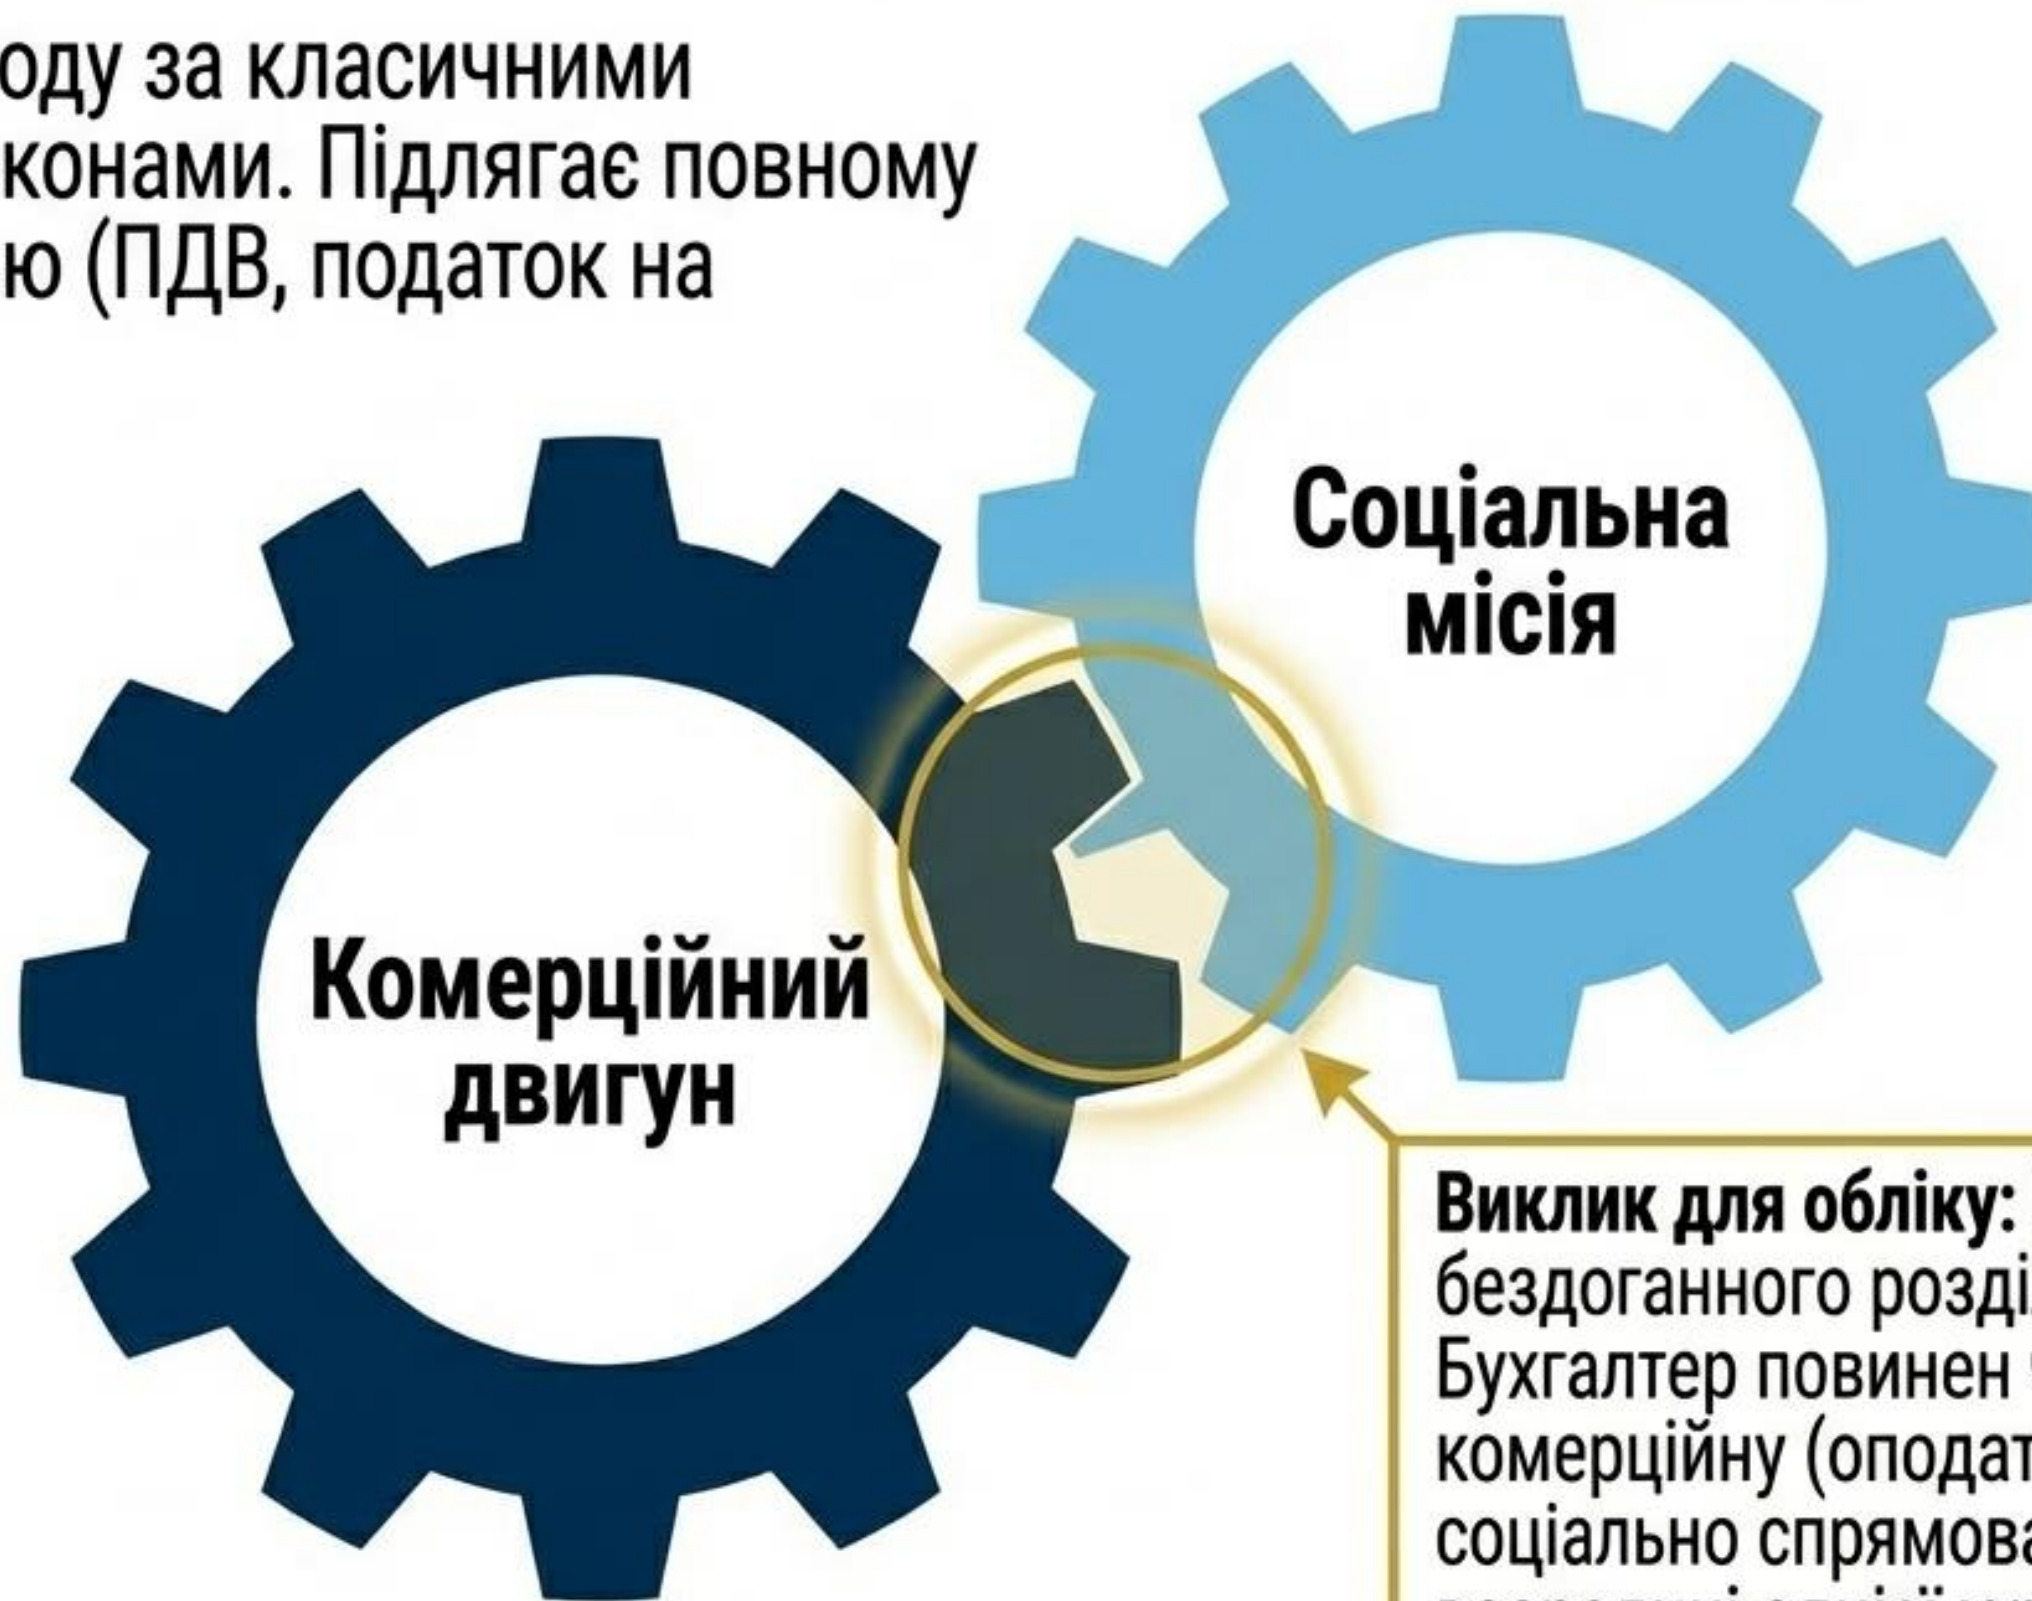 оду за класичними
конами. Підлягає повному
ю (ПДВ, податок на
Соціальна
місія
Комерційний
двигун
Виклик для обліку:
бездоганного розді
Бухгалтер повинен
комерційну (оподат
соціально спрямова